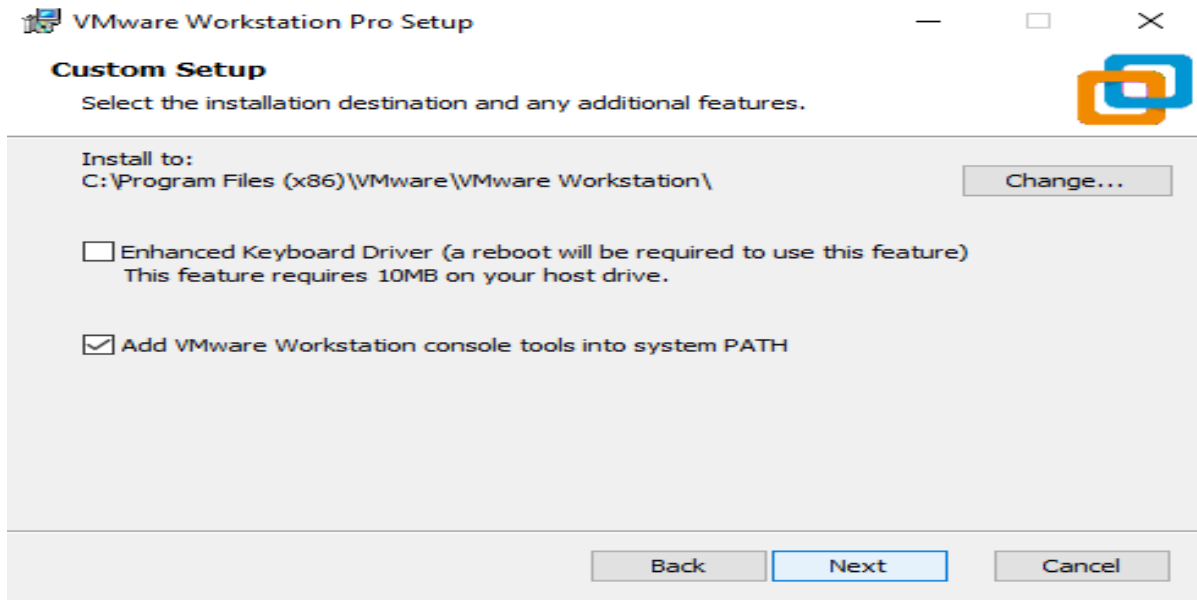 VMware Workstation Pro Setup
Custom Setup
Select the installation destination and any additional features.
Install to:
C:\Program Files (x86)\VMware\VMware Workstation\
Change...
Enhanced Keyboard Driver (a reboot will be required to use this feature)
This feature requires 10MB on your host drive.
Add VMware Workstation console tools into system PATH
Back Next Cancel